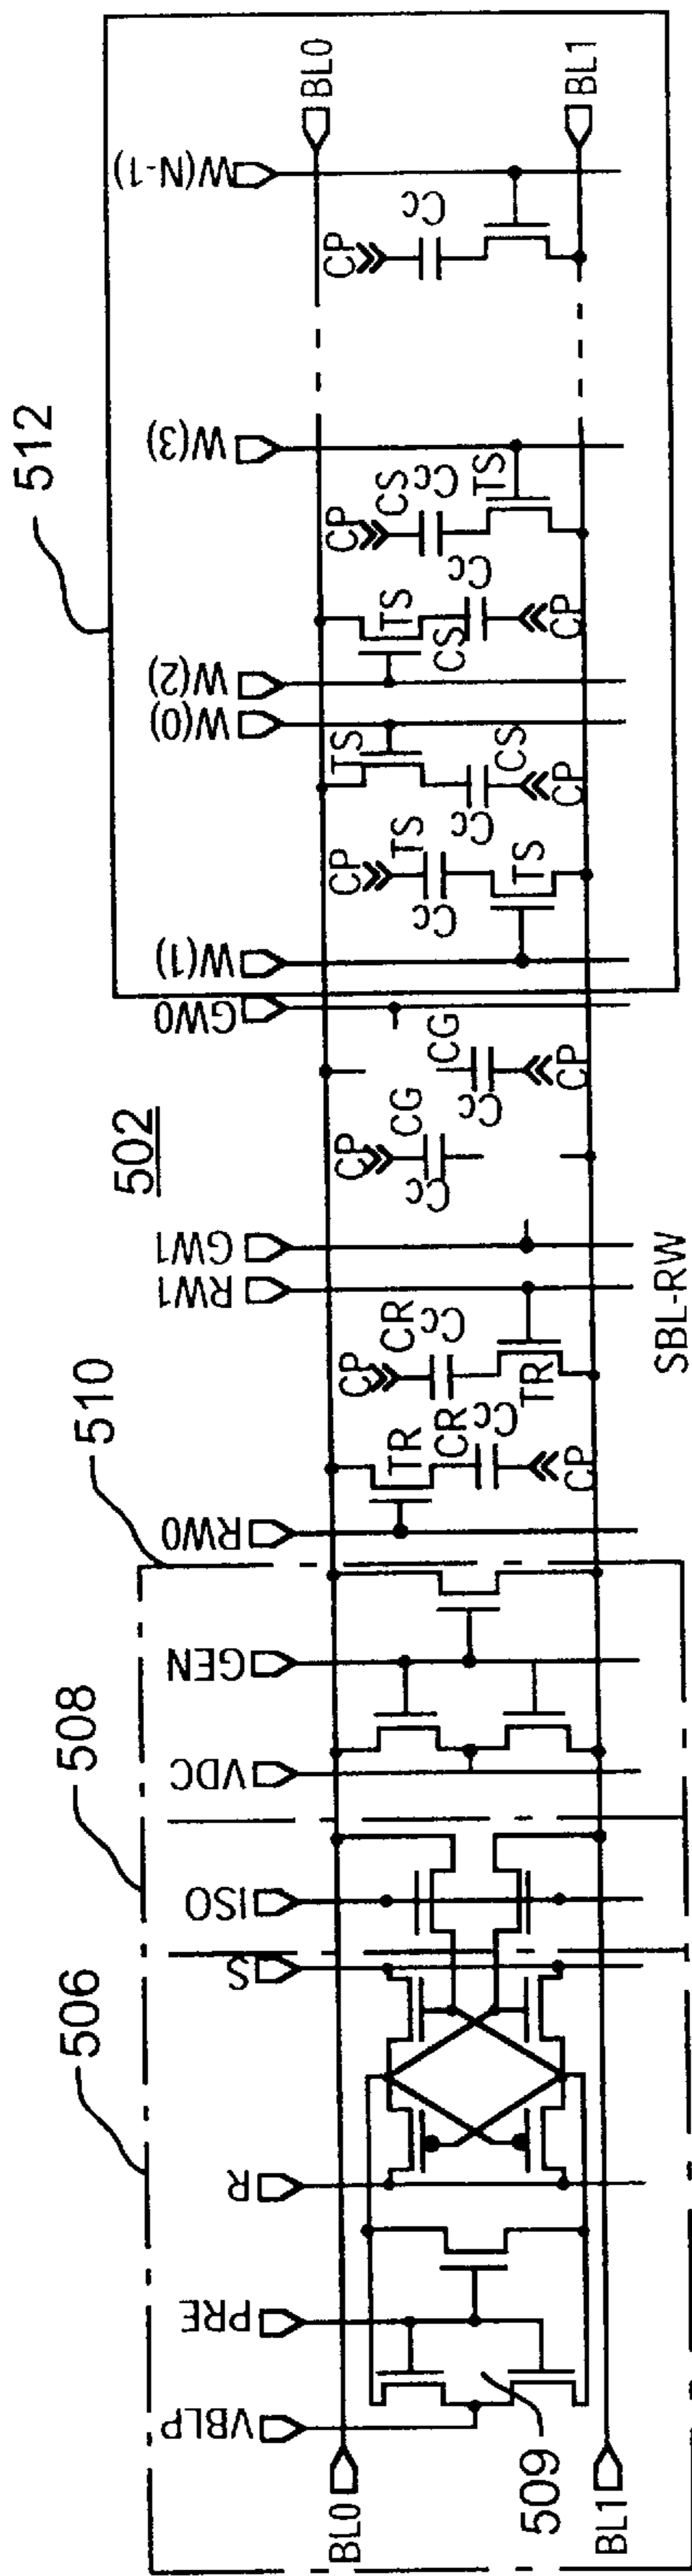 506
508
510
502
512
VBLP
PRE
R
S
ISO
VDC
GEN
RW0
RW1
GW1
GW0
W(1)
W(0)
W(2)
W(3)
W(N-1)
BL0
BL0
CP
CP
CP
CP
CP
CP
CP
CP
CP
TR
CR
Cc
CR
Cc
TR
Cc
CG
Cc
CG
Cc
TS
TS
TS
Cc
CS
TS
CS
Cc
CS
Cc
TS
Cc
BL1
BL1
509
SBL-RW